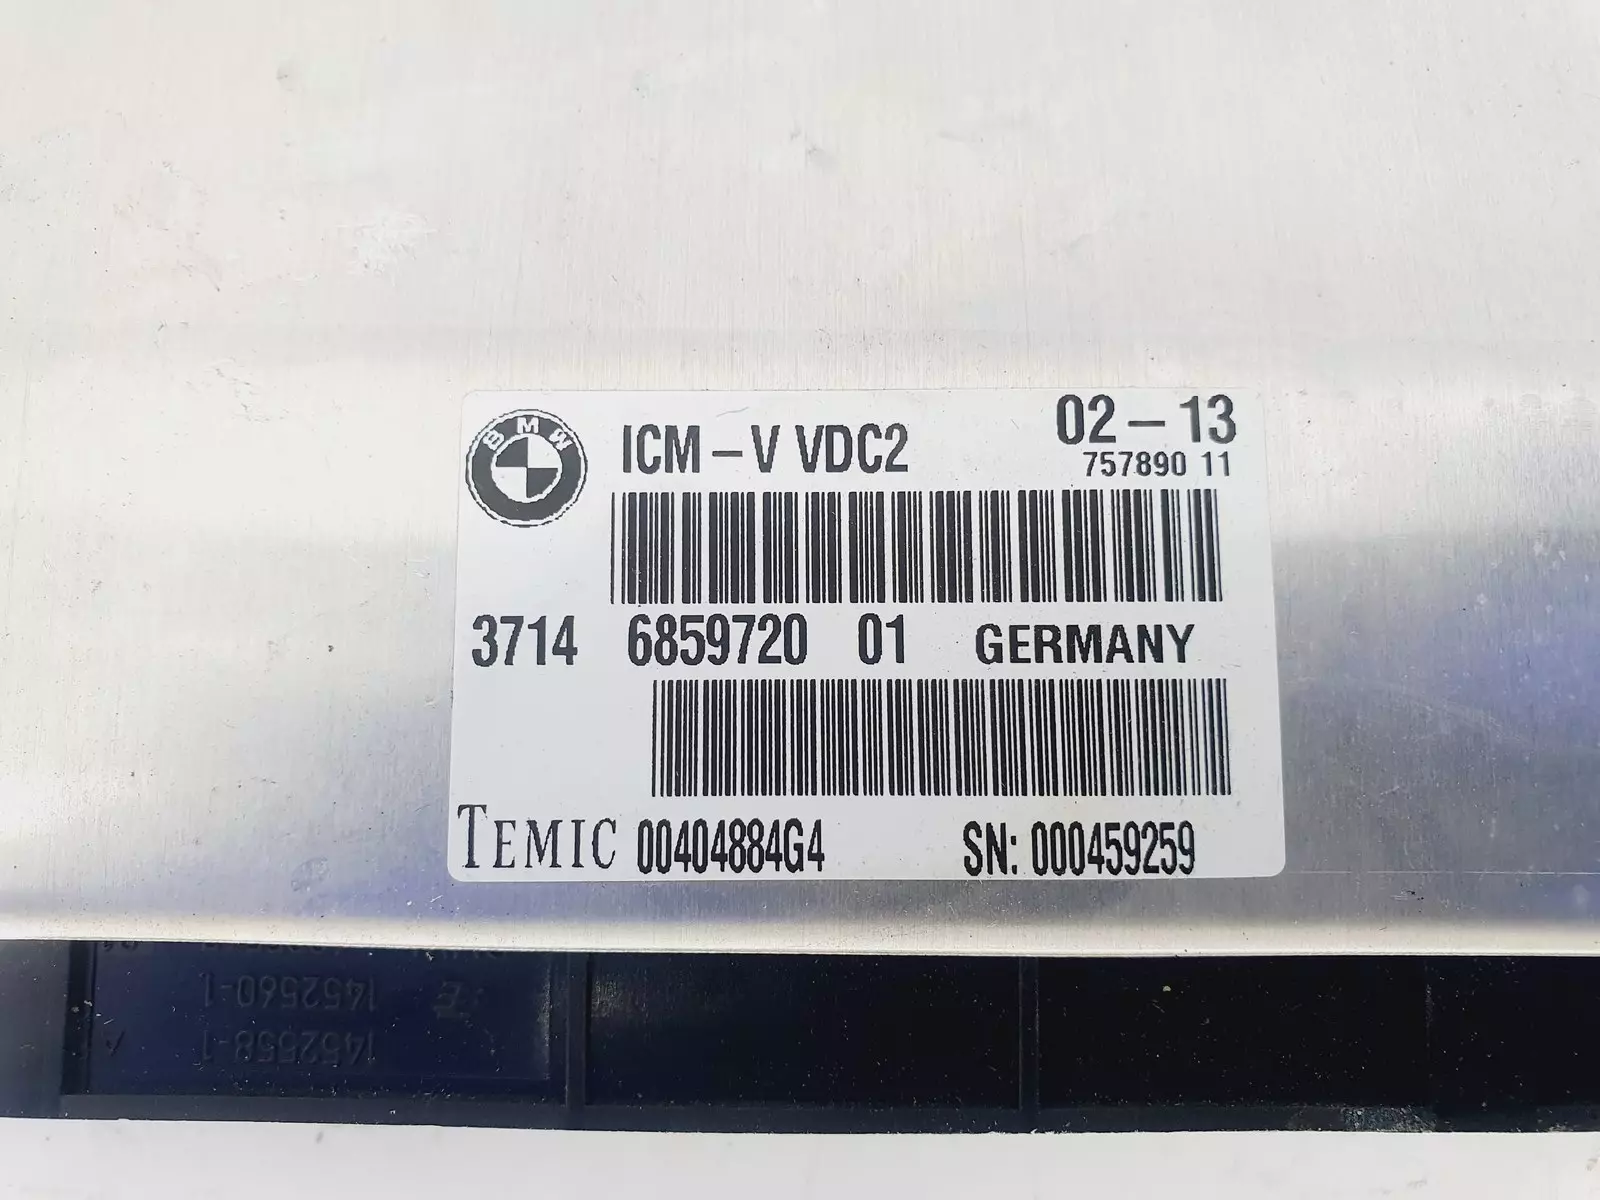 BMW
ICM-V VDC2
02-13
757890 11
3714 6859720 01 GERMANY
TEMIC 00404884G4 SN: 000459259
1452560-1
1452558-1 A